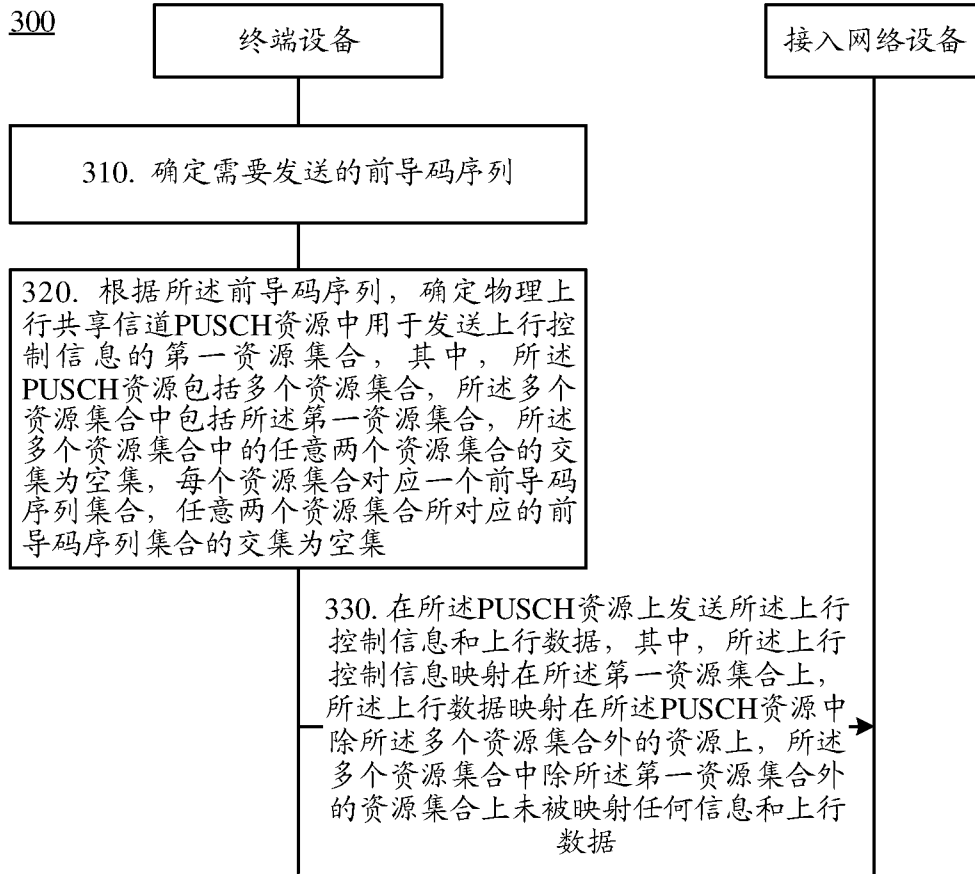 300
终端设备
接入网络设备
310. 确定需要发送的前导码序列
320. 根据所述前导码序列，确定物理上
行共享信道PUSCH资源中用于发送上行控
制信息的第一资源集合，其中，所述
PUSCH资源包括多个资源集合，所述多个
资源集合中包括所述第一资源集合，所述
多个资源集合中的任意两个资源集合的交
集为空集，每个资源集合对应一个前导码
序列集合，任意两个资源集合所对应的前
导码序列集合的交集为空集
330. 在所述PUSCH资源上发送所述上行
控制信息和上行数据，其中，所述上行
控制信息映射在所述第一资源集合上，
所述上行数据映射在所述PUSCH资源中
除所述多个资源集合外的资源上，所述
多个资源集合中除所述第一资源集合外
的资源集合上未被映射任何信息和上行
数据